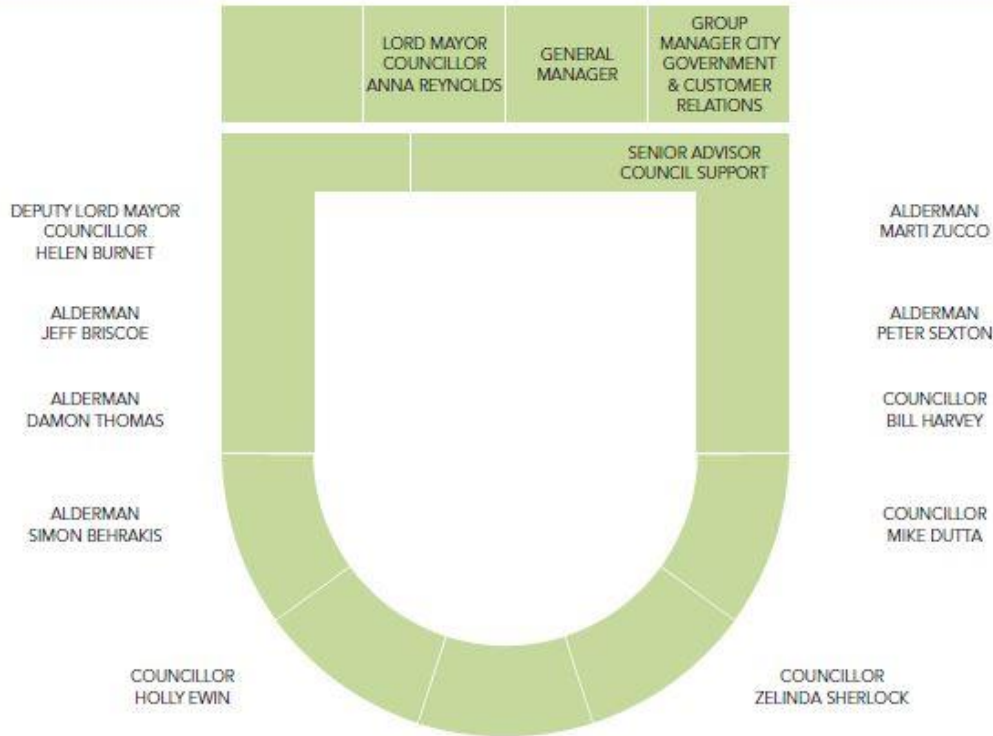 LORD MAYOR
COUNCILLOR
ANNA REYNOLDS
GENERAL
MANAGER
GROUP
MANAGER CITY
GOVERNMENT
& CUSTOMER
RELATIONS
SENIOR ADVISOR
COUNCIL SUPPORT
DEPUTY LORD MAYOR
COUNCILLOR
HELEN BURNET
ALDERMAN
MARTI ZUCCO
ALDERMAN
JEFF BRISCOE
ALDERMAN
PETER SEXTON
ALDERMAN
DAMON THOMAS
COUNCILLOR
BILL HARVEY
ALDERMAN
SIMON BEHRAKIS
COUNCILLOR
MIKE DUTTA
COUNCILLOR
HOLLY EWIN
COUNCILLOR
ZELINDA SHERLOCK